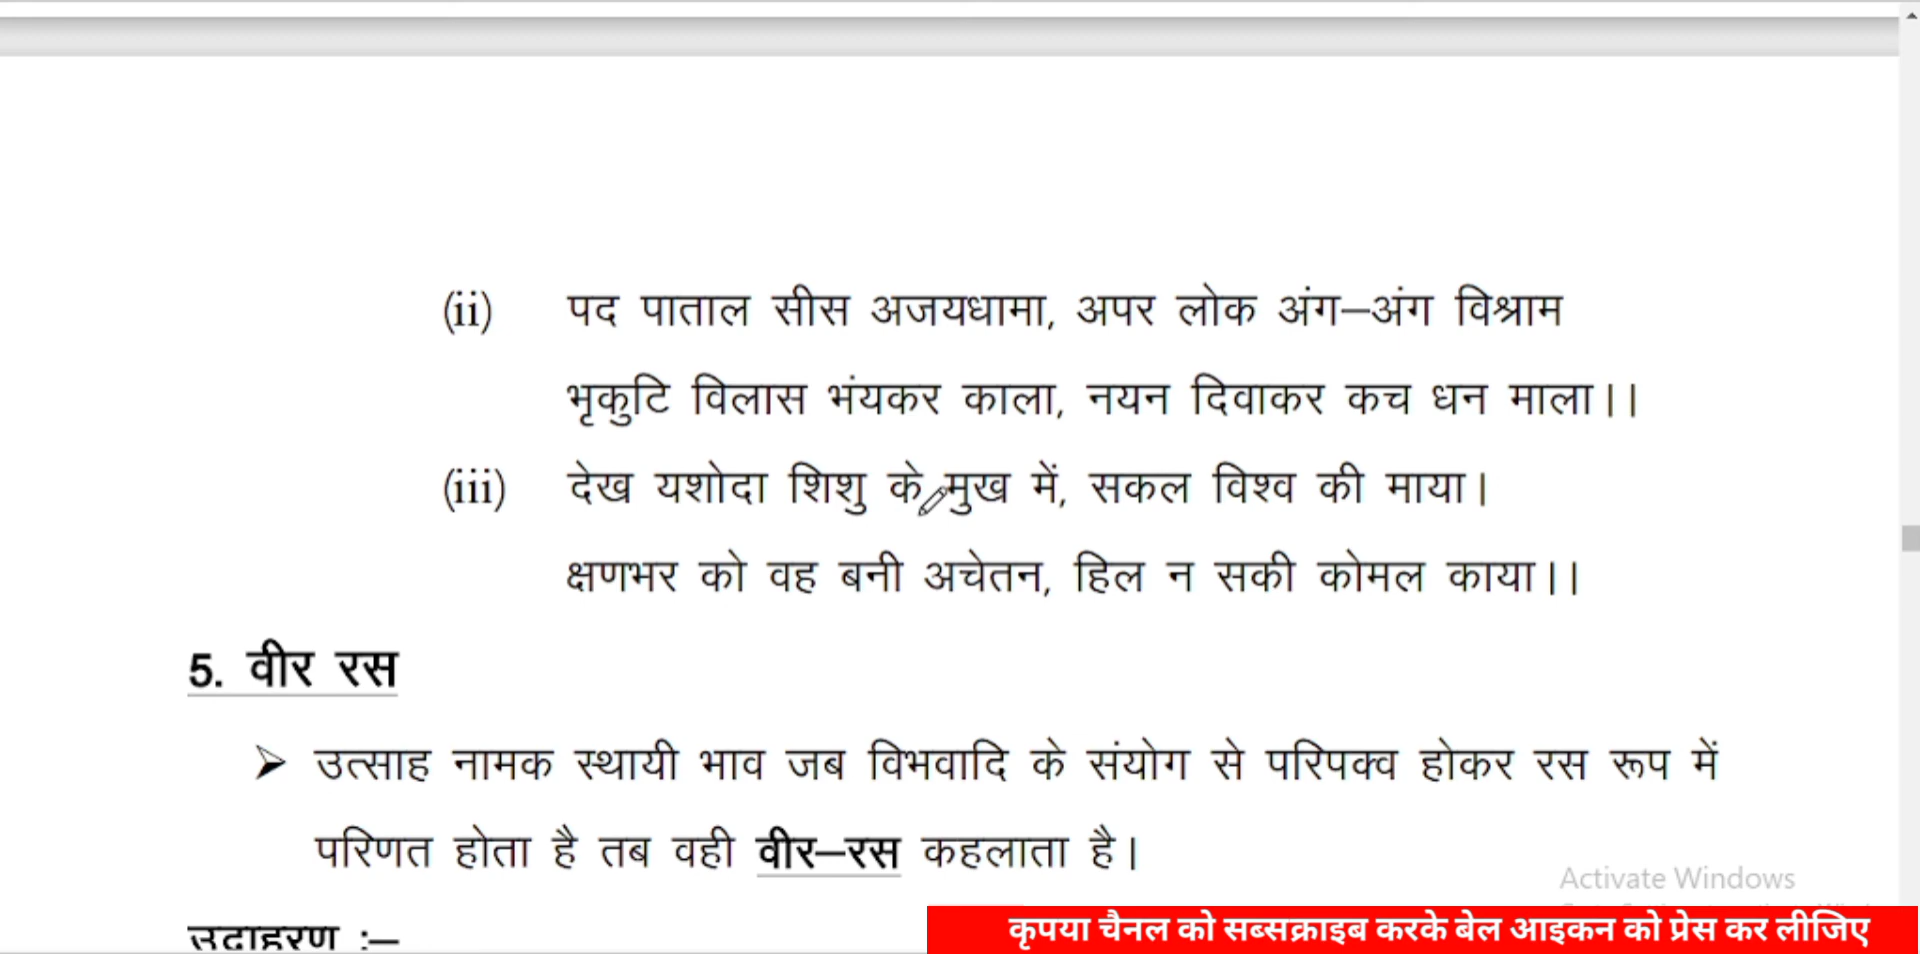 (ii) पद पाताल सीस अजयधामा, अपर लोक अंग–अंग विश्राम
भृकुटि विलास भंयकर काला, नयन दिवाकर कच धन माला।।
(iii) देख यशोदा शिशु के मुख में, सकल विश्व की माया।
क्षणभर को वह बनी अचेतन, हिल न सकी कोमल काया।।
5. वीर रस
➢ उत्साह नामक स्थायी भाव जब विभवादि के संयोग से परिपक्व होकर रस रूप में
परिणत होता है तब वही वीर–रस कहलाता है।
Activate Windows
उदाहरण :–
कृपया चैनल को सब्सक्राइब करके बेल आइकन को प्रेस कर लीजिए